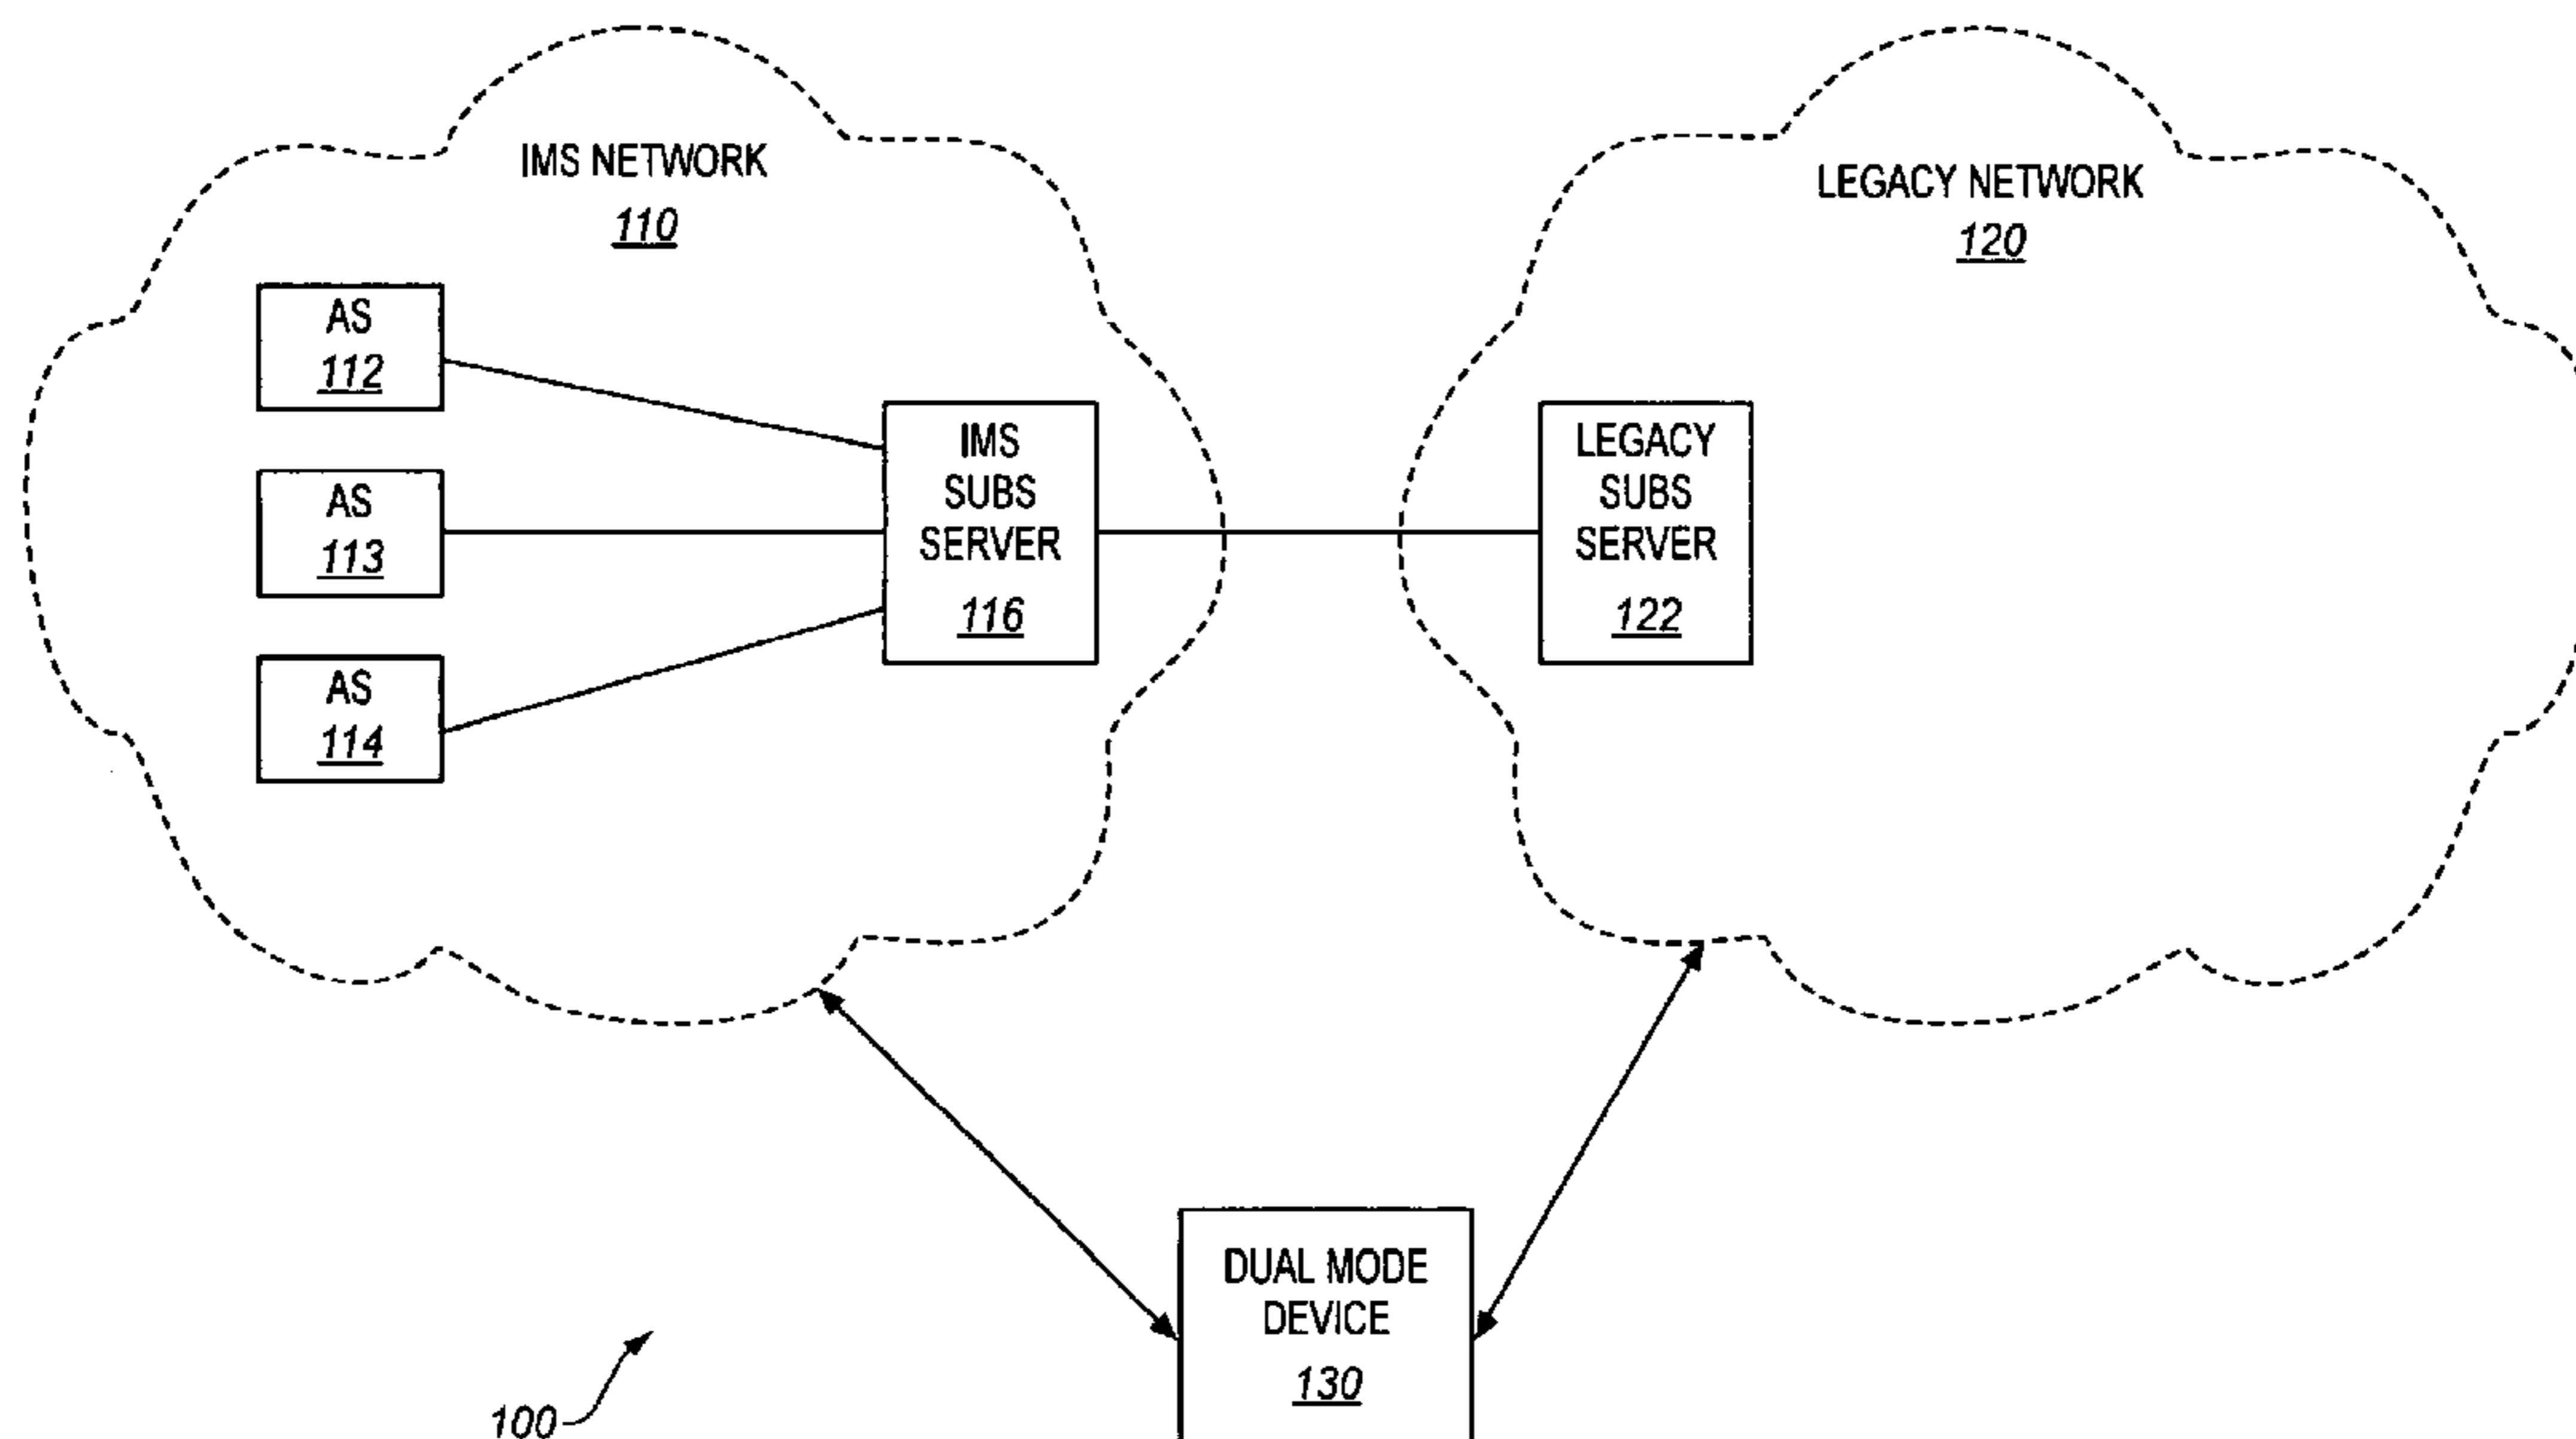 IMS NETWORK
110
LEGACY NETWORK
120
AS
112
AS
113
AS
114
IMS
SUBS
SERVER
116
LEGACY
SUBS
SERVER
122
DUAL MODE
DEVICE
130
100